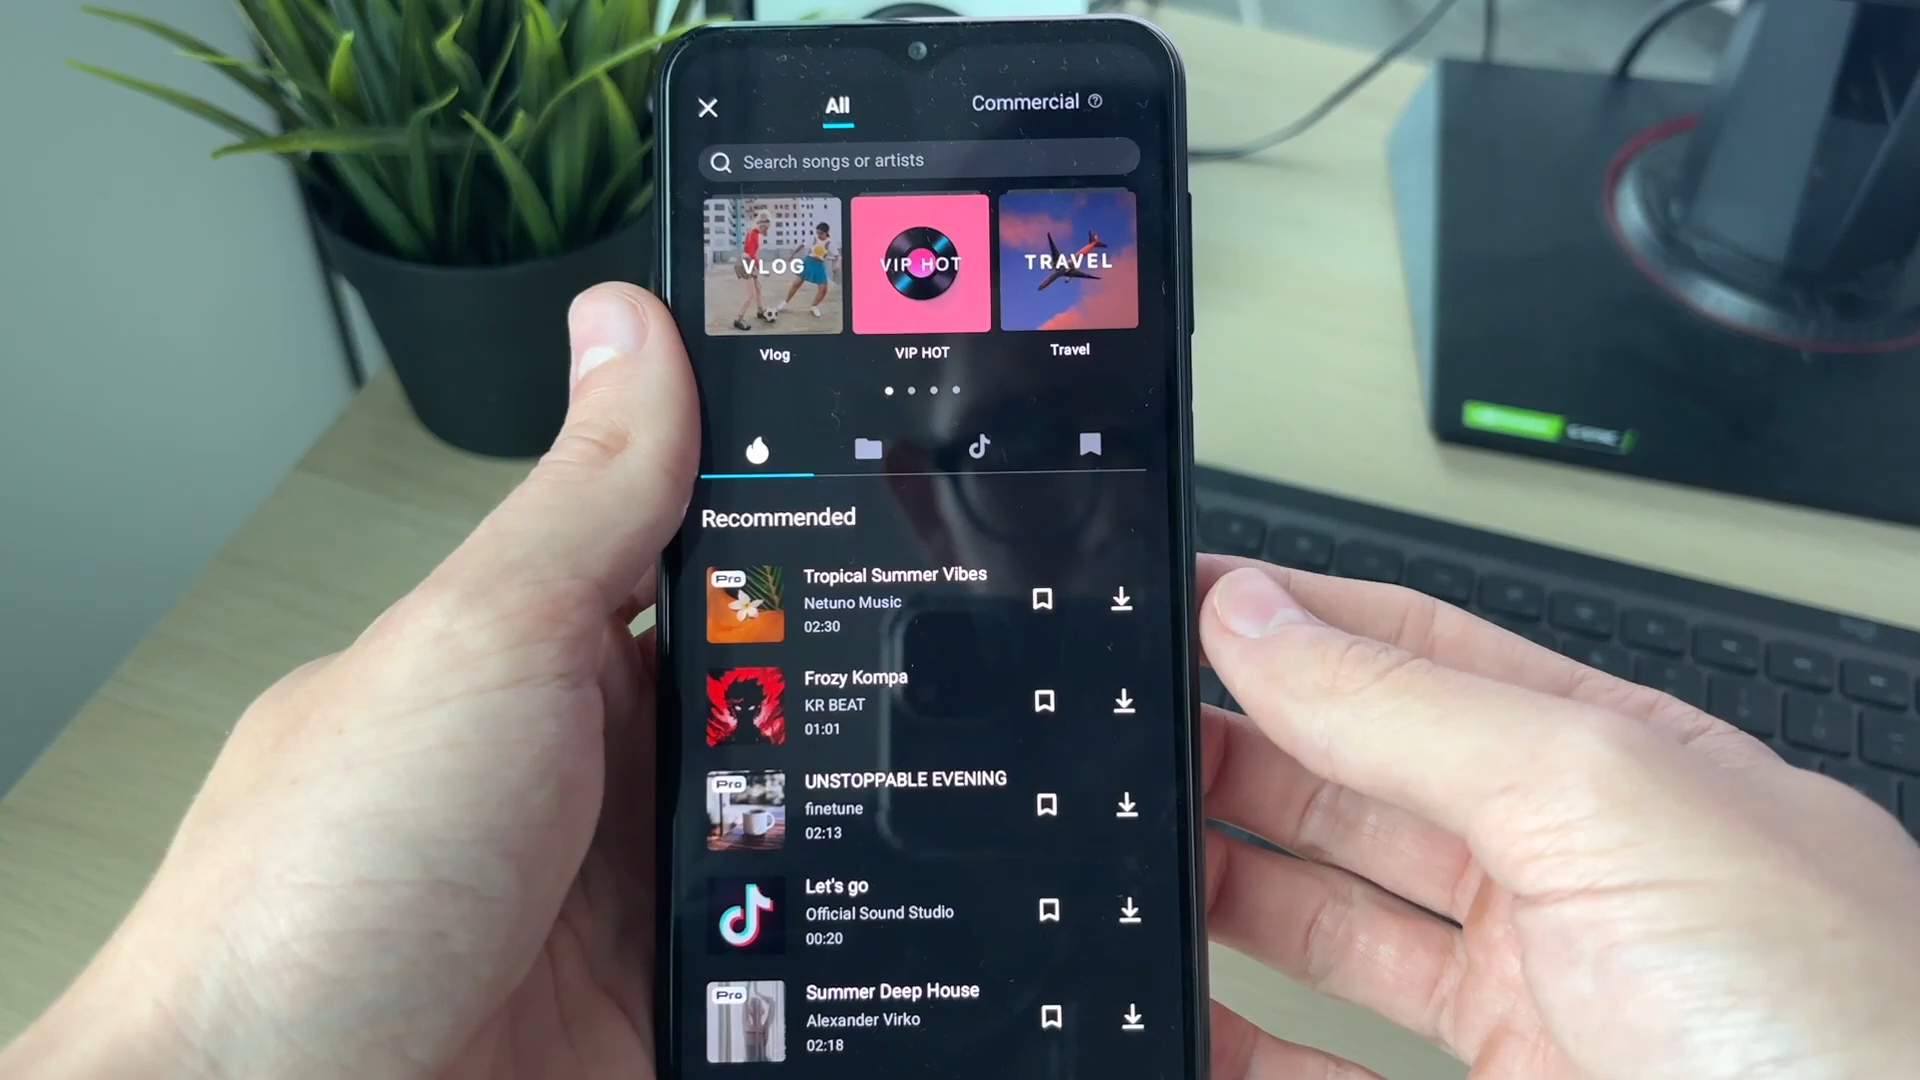 All
Commercial
Search songs or artists
VLOG
VIP HOT
TRAVEL
Vlog
VIP HOT
Travel
Recommended
Pro
Tropical Summer Vibes
Netuno Music
02:30
Frozy Kompa
KR BEAT
01:01
Pro
UNSTOPPABLE EVENING
finetune
02:13
Let's go
Official Sound Studio
00:20
Pro
Summer Deep House
Alexander Virko
02:18